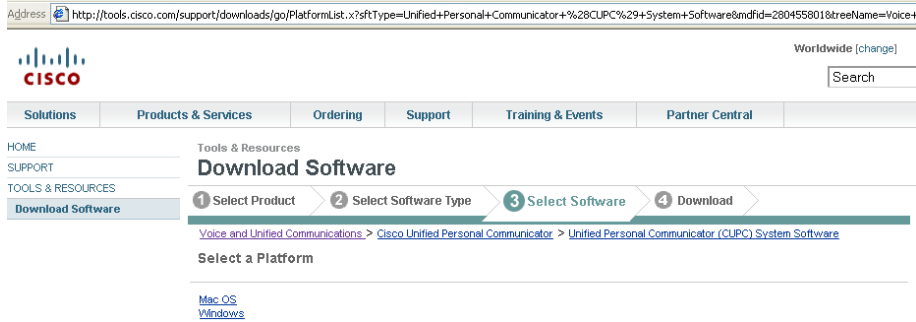 Address http://tools.cisco.com/support/downloads/go/PlatformList.x?sftType=Unified+Personal+Communicator+%28CUPC%29+System+Software&mdfid=280455801&treeName=Voice+
Worldwide [change]
CISCO
Search
Solutions Products & Services Ordering Support Training & Events Partner Central
HOME
SUPPORT
TOOLS & RESOURCES
Download Software
Tools & Resources
Download Software
1 Select Product 2 Select Software Type 3 Select Software 4 Download
Voice and Unified Communications > Cisco Unified Personal Communicator > Unified Personal Communicator (CUPC) System Software
Select a Platform
Mac OS
Windows